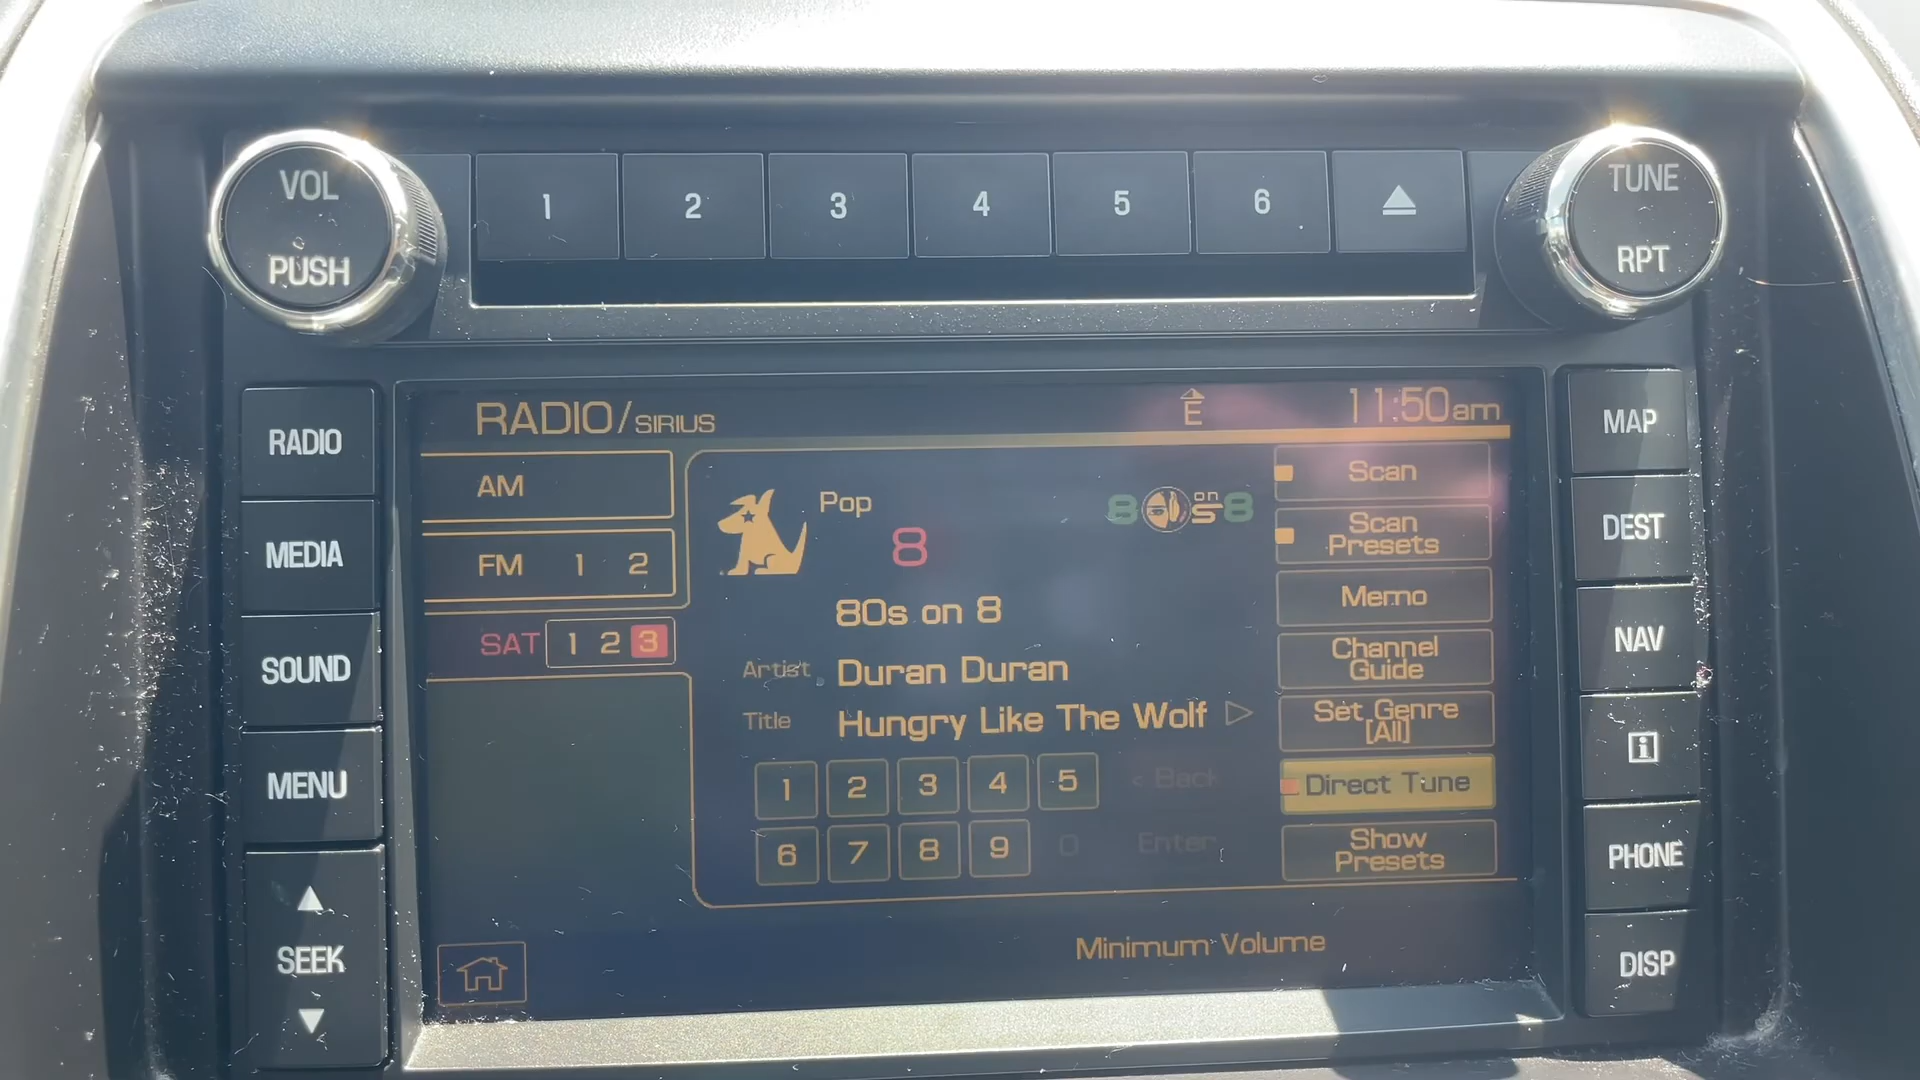 VOL
PUSH
1 2 3 4 5 6
TUNE
RPT
RADIO
MEDIA
SOUND
MENU
SEEK
RADIO/SIRIUS
E
11:50am
AM
FM 1 2
SAT 1 2 3
Pop
8
8 on 8
80s on 8
Artist Duran Duran
Title Hungry Like The Wolf
1 2 3 4 5 < Back
6 7 8 9 0 Enter
Scan
Scan
Presets
Memo
Channel
Guide
Set Genre
[All]
Direct Tune
Show
Presets
Minimum Volume
MAP
DEST
NAV
i
PHONE
DISP